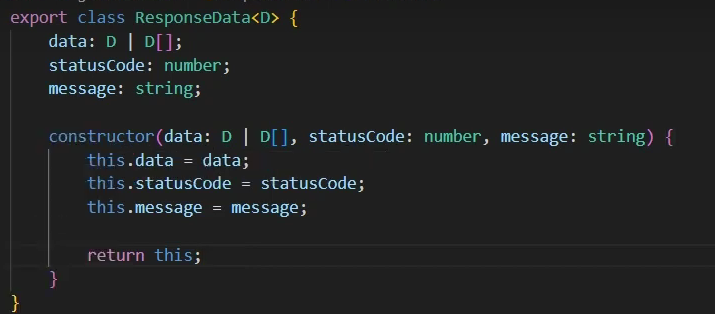 export class ResponseData<D> {
    data: D | D[];
    statusCode: number;
    message: string;
    constructor(data: D | D[], statusCode: number, message: string) {
        this.data = data;
        this.statusCode = statusCode;
        this.message = message;
        return this;
    }
}